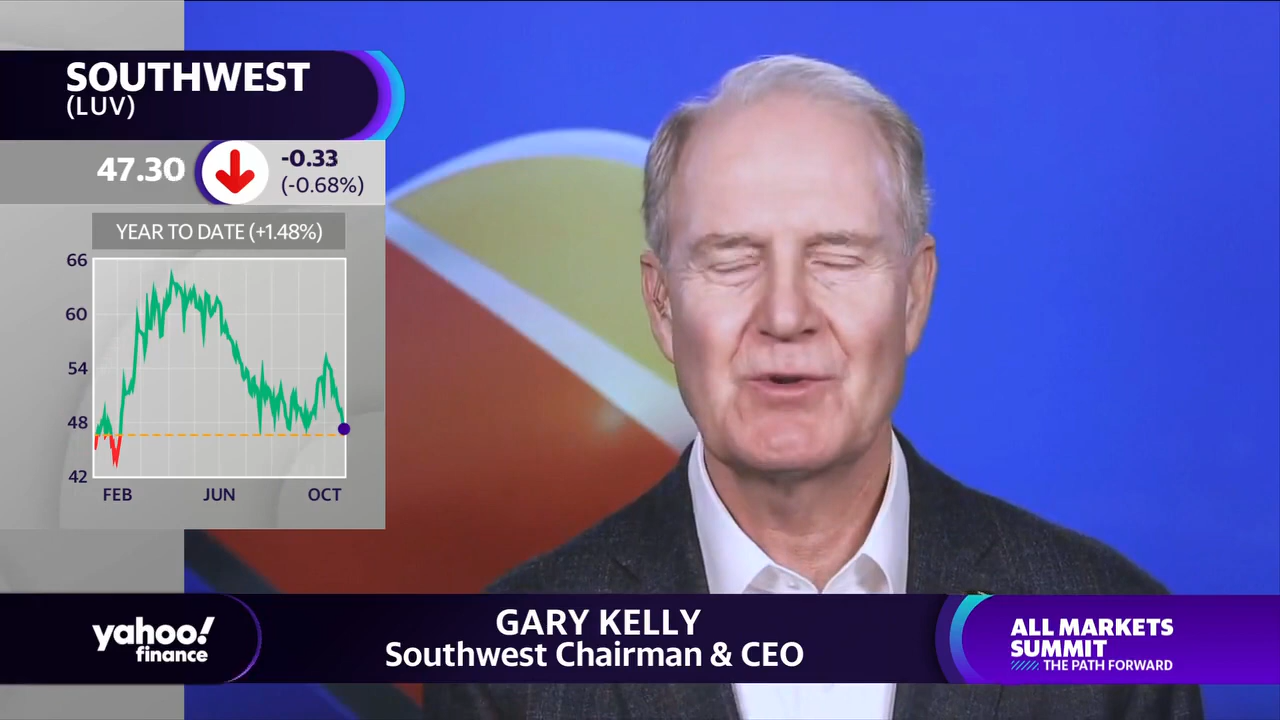 SOUTHWEST
(LUV)
47.30
-0.33
(-0.68%)
YEAR TO DATE (+1.48%)
66
60
54
48
42
FEB JUN OCT
yahoo!
finance
GARY KELLY
Southwest Chairman & CEO
ALL MARKETS
SUMMIT
THE PATH FORWARD